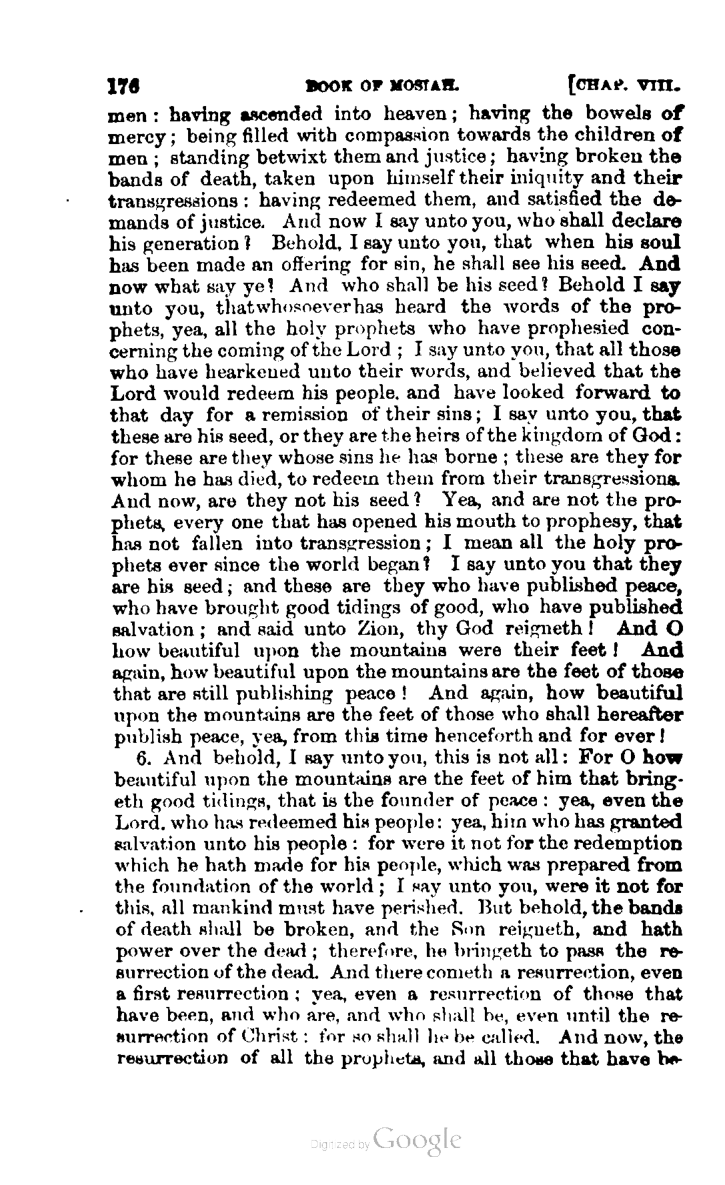 176 BOOK OF MOSIAH. [CHAP. VIII.
men : having ascended into heaven ; having the bowels of
mercy ; being filled with compassion towards the children of
men ; standing betwixt them and justice ; having broken the
bands of death, taken upon himself their iniquity and their
transgressions : having redeemed them, and satisfied the de-
mands of justice. And now I say unto you, who shall declare
his generation ? Behold, I say unto you, that when his soul
has been made an offering for sin, he shall see his seed. And
now what say ye? And who shall be his seed? Behold I say
unto you, that whosoever has heard the words of the pro-
phets, yea, all the holy prophets who have prophesied con-
cerning the coming of the Lord ; I say unto you, that all those
who have hearkened unto their words, and believed that the
Lord would redeem his people, and have looked forward to
that day for a remission of their sins ; I say unto you, that
these are his seed, or they are the heirs of the kingdom of God :
for these are they whose sins he has borne ; these are they for
whom he has died, to redeem them from their transgressions.
And now, are they not his seed ? Yea, and are not the pro-
phets, every one that has opened his mouth to prophesy, that
has not fallen into transgression ; I mean all the holy pro-
phets ever since the world began? I say unto you that they
are his seed ; and these are they who have published peace,
who have brought good tidings of good, who have published
salvation ; and said unto Zion, thy God reigneth ! And O
how beautiful upon the mountains were their feet ! And
again, how beautiful upon the mountains are the feet of those
that are still publishing peace ! And again, how beautiful
upon the mountains are the feet of those who shall hereafter
publish peace, yea, from this time henceforth and for ever !
6. And behold, I say unto you, this is not all : For O how
beautiful upon the mountains are the feet of him that bring-
eth good tidings, that is the founder of peace : yea, even the
Lord, who has redeemed his people : yea, him who has granted
salvation unto his people : for were it not for the redemption
which he hath made for his people, which was prepared from
the foundation of the world ; I say unto you, were it not for
this, all mankind must have perished. But behold, the bands
of death shall be broken, and the Son reigneth, and hath
power over the dead ; therefore, he bringeth to pass the re-
surrection of the dead. And there cometh a resurrection, even
a first resurrection ; yea, even a resurrection of those that
have been, and who are, and who shall be, even until the re-
surrection of Christ : for so shall he be called. And now, the
resurrection of all the prophets, and all those that have be-
Digitized by Google